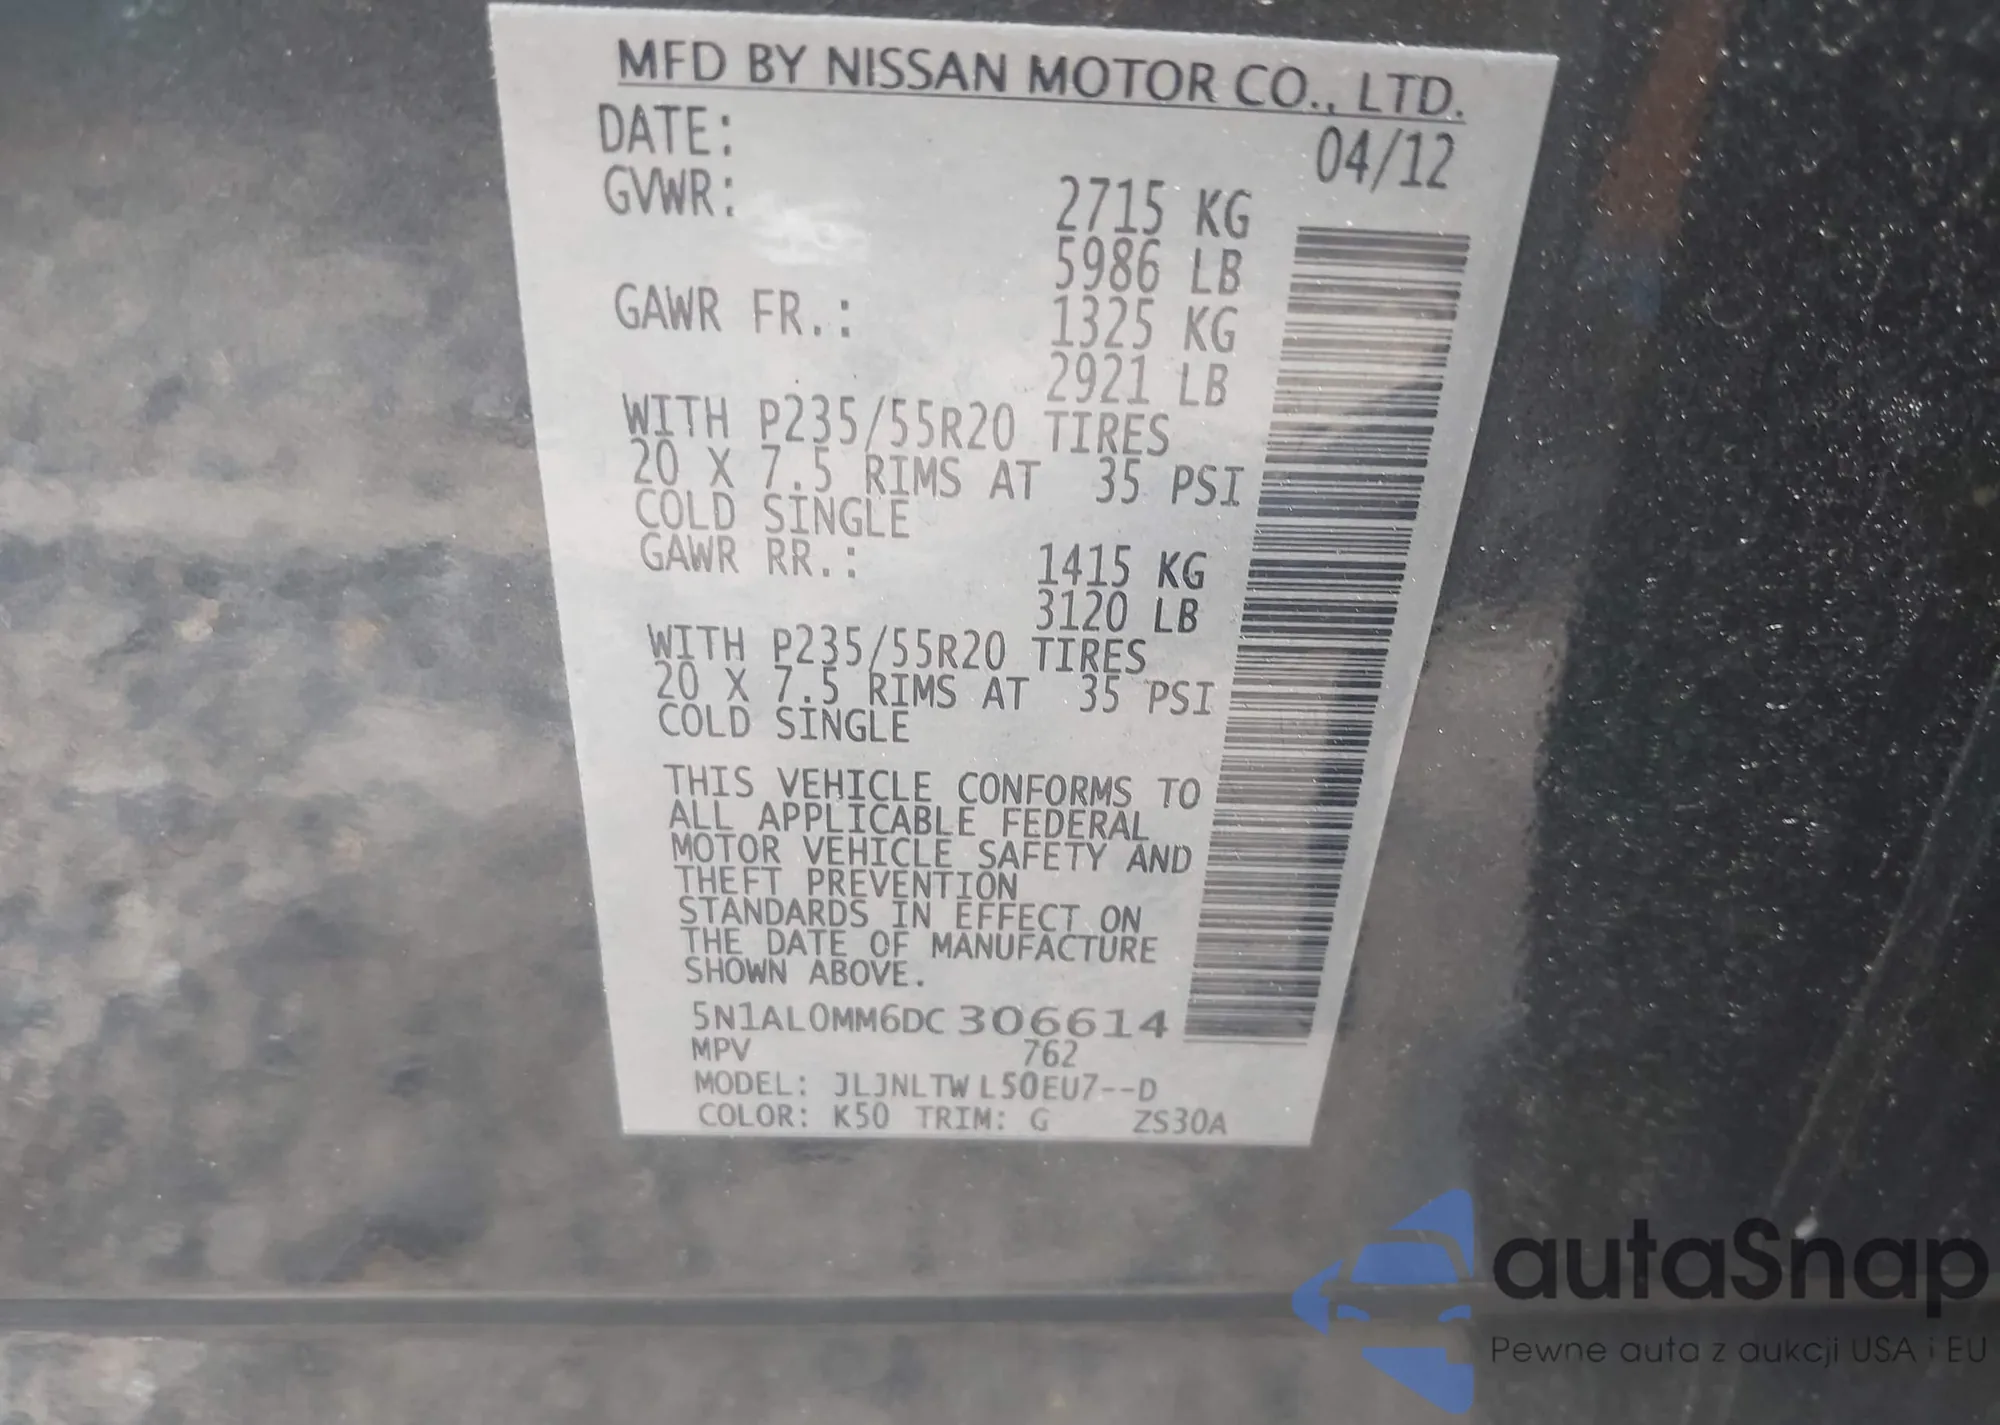 MFD BY NISSAN MOTOR CO., LTD.
DATE: 04/12
GVWR: 2715 KG
5986 LB
GAWR FR.: 1325 KG
2921 LB
WITH P235/55R20 TIRES
20 X 7.5 RIMS AT 35 PSI
COLD SINGLE
GAWR RR.: 1415 KG
3120 LB
WITH P235/55R20 TIRES
20 X 7.5 RIMS AT 35 PSI
COLD SINGLE
THIS VEHICLE CONFORMS TO
ALL APPLICABLE FEDERAL
MOTOR VEHICLE SAFETY AND
THEFT PREVENTION
STANDARDS IN EFFECT ON
THE DATE OF MANUFACTURE
SHOWN ABOVE.
5N1AL0MM6DC 306614
MPV 762
MODEL: JLJNLTW L50EU7--D
COLOR: K50 TRIM: G ZS30A
autaSnap
Pewne auta z aukcji USA i EU